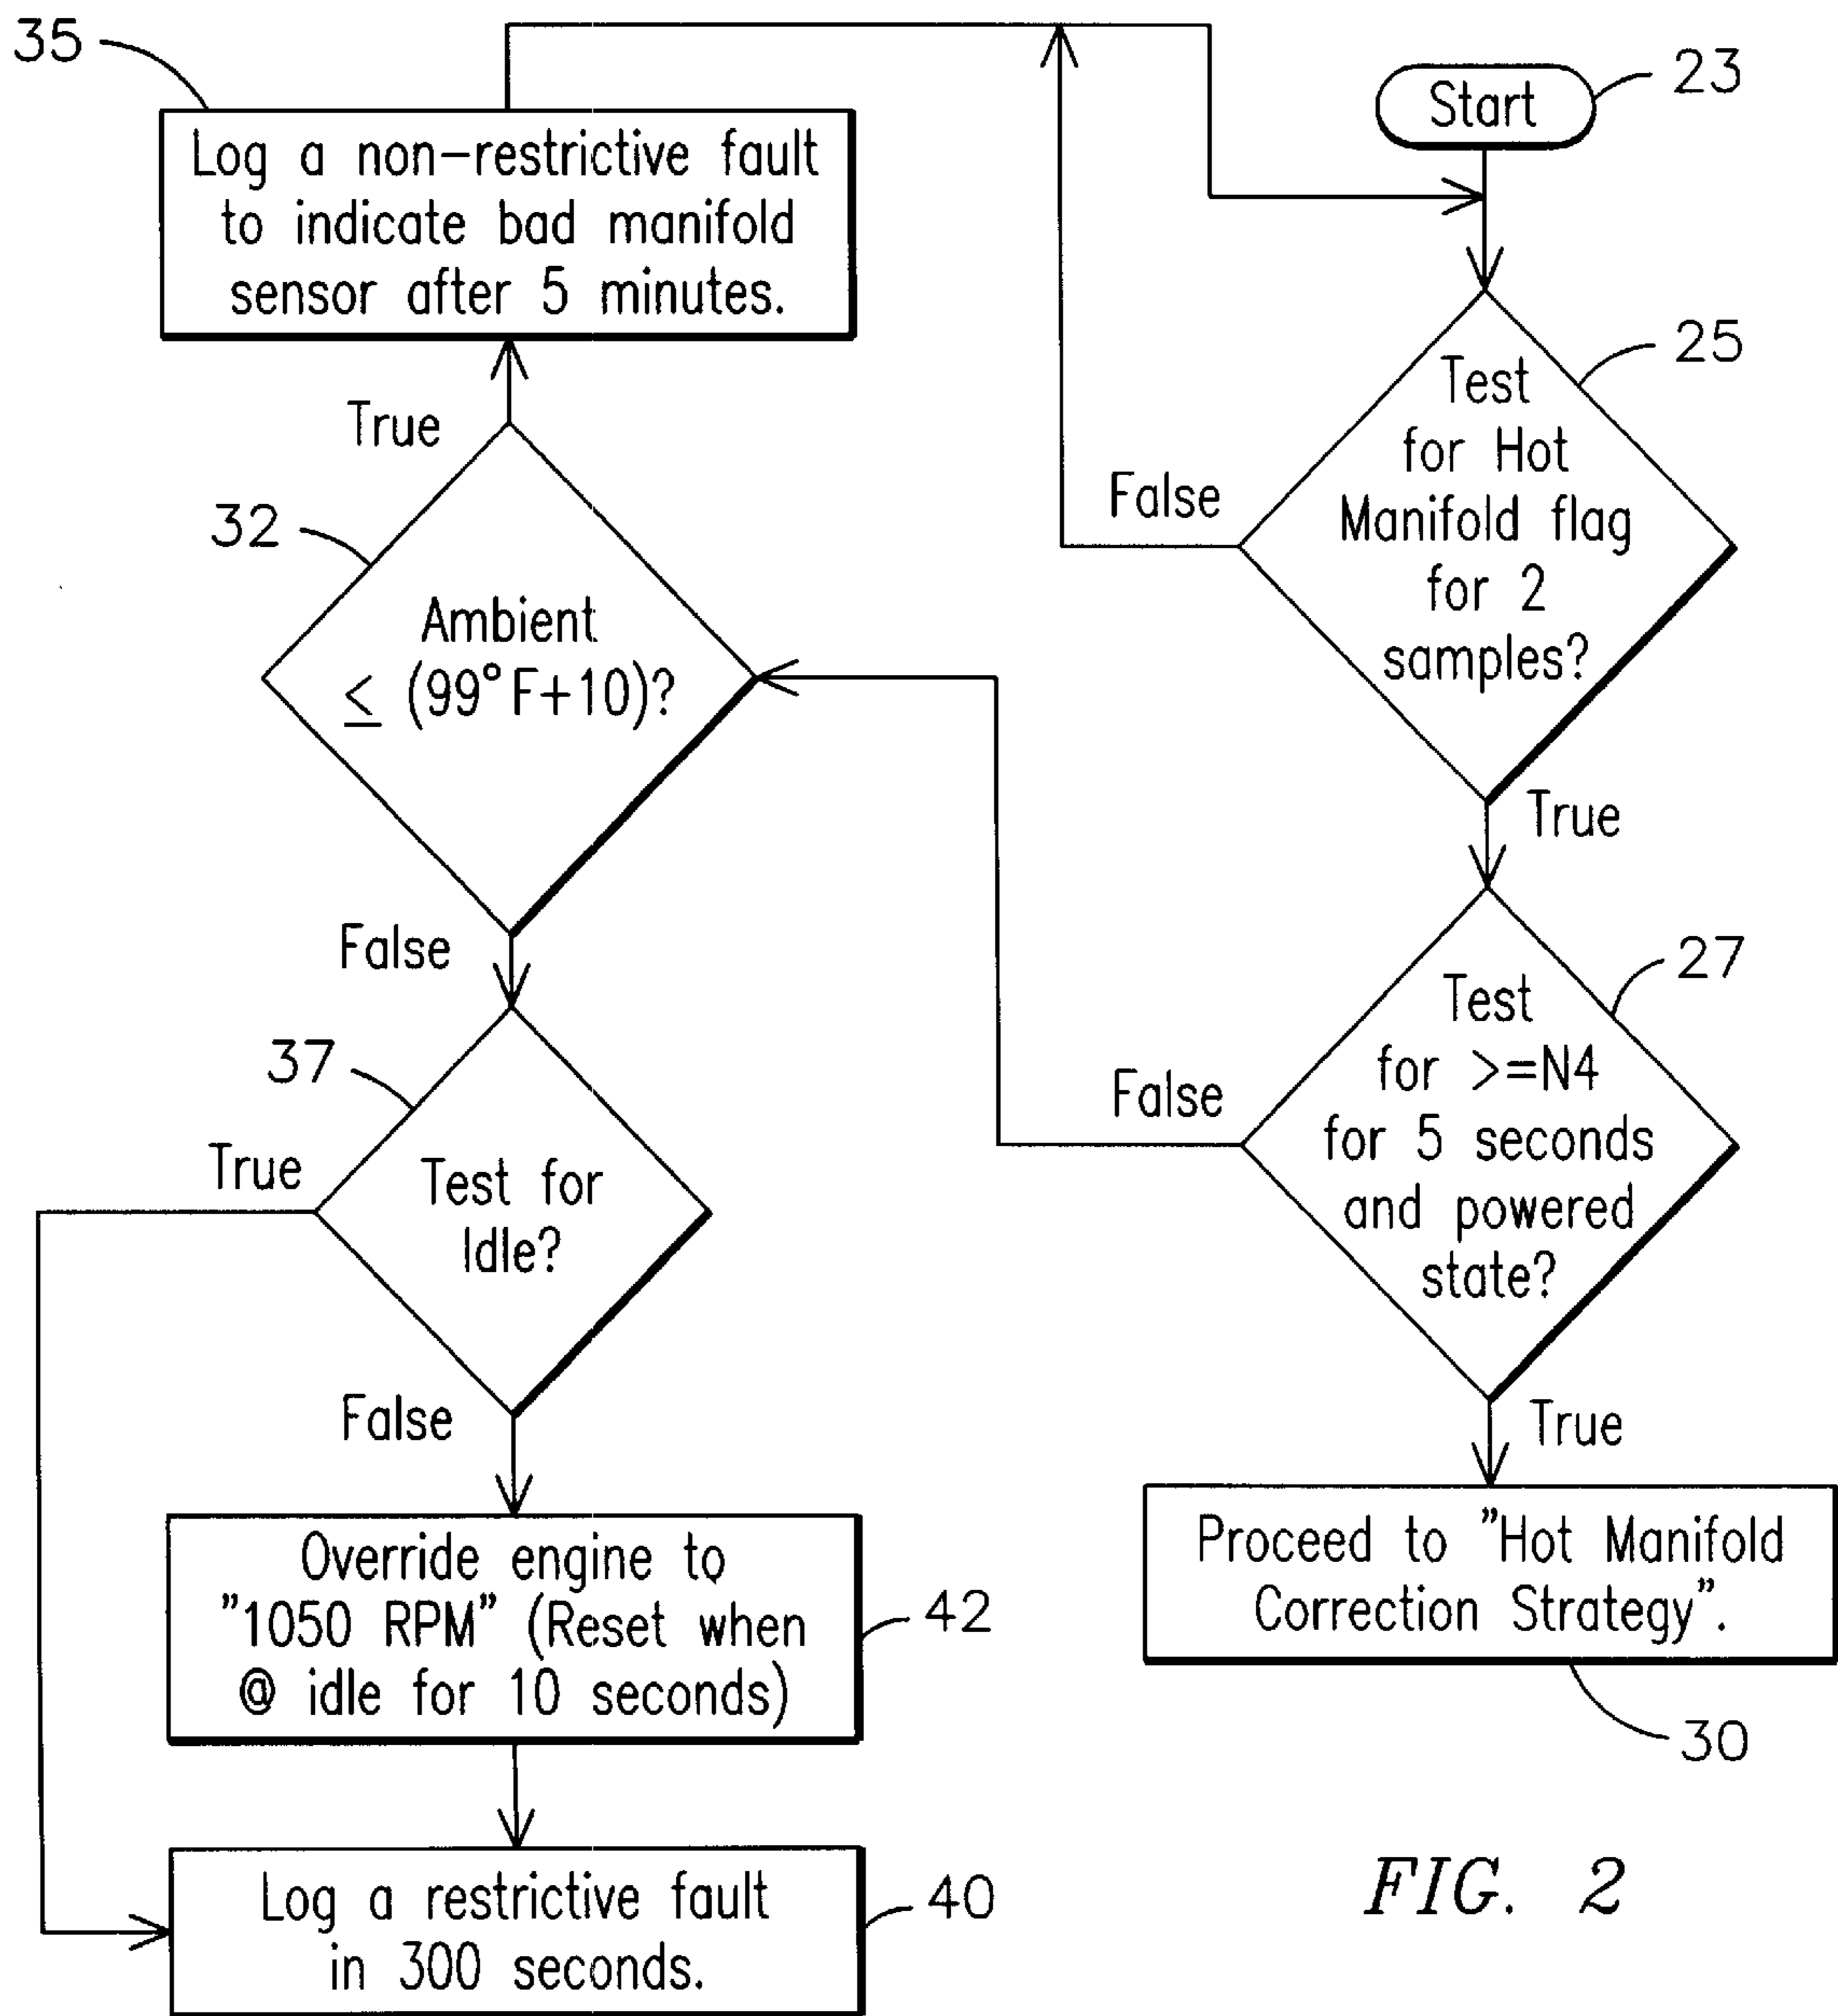 35
Log a non-restrictive fault
to indicate bad manifold
sensor after 5 minutes.
Start
23
Test
for Hot
Manifold flag
for 2
samples?
25
False
True
True
32
Ambient
≤ (99°F+10)?
False
Test
for >=N4
for 5 seconds
and powered
state?
27
False
True
37
Test for
Idle?
True
False
Proceed to "Hot Manifold
Correction Strategy".
30
Override engine to
"1050 RPM" (Reset when
@ idle for 10 seconds)
42
Log a restrictive fault
in 300 seconds.
40
FIG. 2